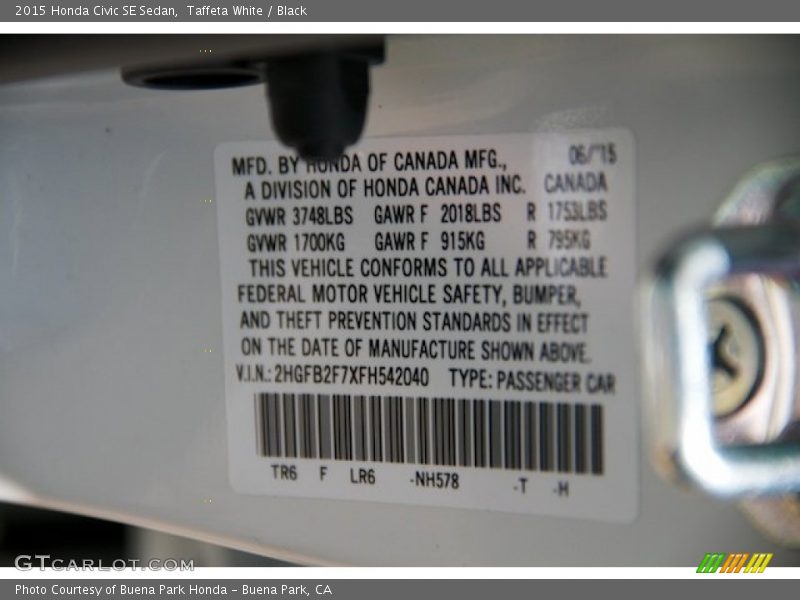 2015 Honda Civic SE Sedan, Taffeta White / Black
MFD. BY HONDA OF CANADA MFG., 06/'15
A DIVISION OF HONDA CANADA INC. CANADA
GVWR 3748LBS GAWR F 2018LBS R 1753LBS
GVWR 1700KG GAWR F 915KG R 795KG
THIS VEHICLE CONFORMS TO ALL APPLICABLE
FEDERAL MOTOR VEHICLE SAFETY, BUMPER,
AND THEFT PREVENTION STANDARDS IN EFFECT
ON THE DATE OF MANUFACTURE SHOWN ABOVE.
V.I.N.: 2HGFB2F7XFH542040 TYPE: PASSENGER CAR
TR6 F LR6 -NH578 -T -H
GTCARLOT.COM
Photo Courtesy of Buena Park Honda - Buena Park, CA